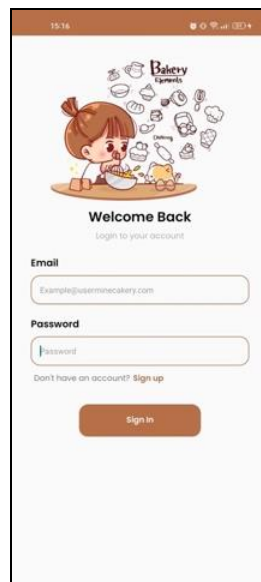 15:16
Bakery
Elements
Welcome Back
Login to your account
Email
Example@userminecakery.com
Password
Password
Don't have an account? Sign up
Sign In